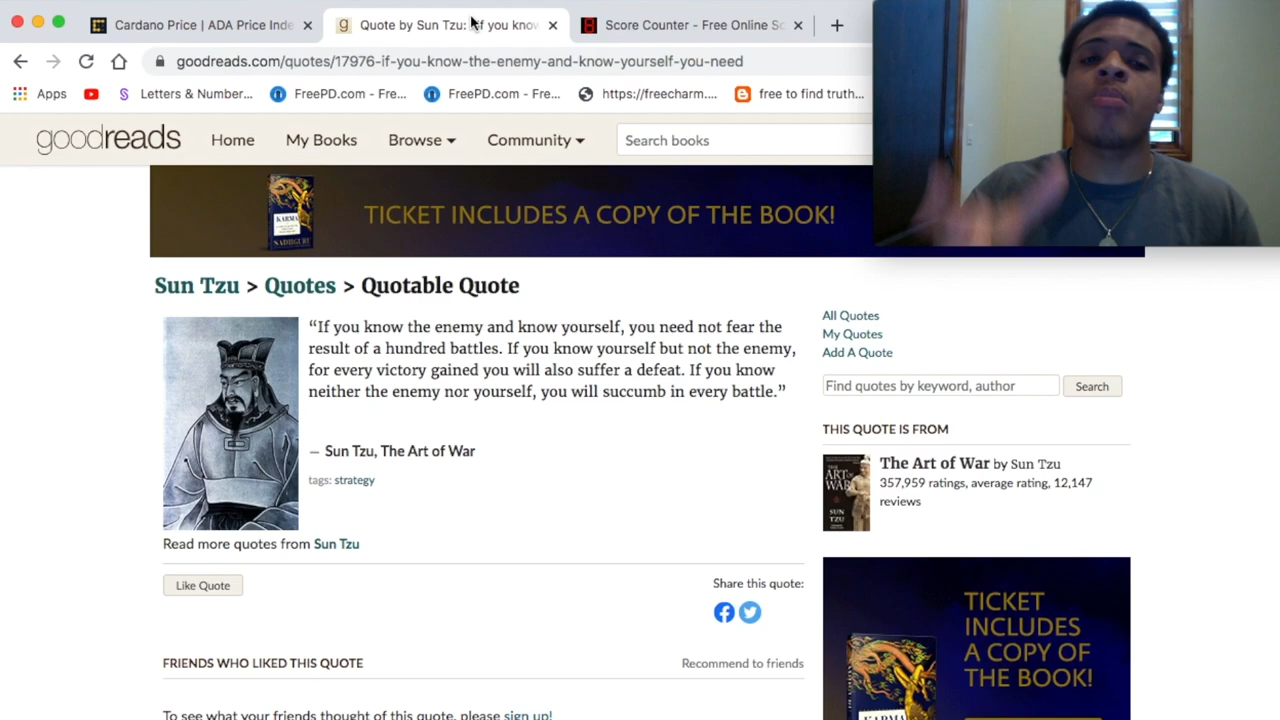 Cardano Price | ADA Price Inde
Quote by Sun Tzu: "If you know
Score Counter - Free Online Sc
goodreads.com/quotes/17976-if-you-know-the-enemy-and-know-yourself-you-need
Apps
Letters & Number...
FreePD.com - Fre...
FreePD.com - Fre...
https://freecharm....
free to find truth...
goodreads
Home
My Books
Browse
Community
Search books
KARMA
SADHGURU
TICKET INCLUDES A COPY OF THE BOOK!
Sun Tzu > Quotes > Quotable Quote
“If you know the enemy and know yourself, you need not fear the
result of a hundred battles. If you know yourself but not the enemy,
for every victory gained you will also suffer a defeat. If you know
neither the enemy nor yourself, you will succumb in every battle.”
― Sun Tzu, The Art of War
tags: strategy
Read more quotes from Sun Tzu
Like Quote
Share this quote:
FRIENDS WHO LIKED THIS QUOTE
Recommend to friends
To see what your friends thought of this quote, please sign up!
All Quotes
My Quotes
Add A Quote
Find quotes by keyword, author
Search
THIS QUOTE IS FROM
THE
ART OF
WAR
SUN
TZU
The Art of War by Sun Tzu
357,959 ratings, average rating, 12,147
reviews
TICKET
INCLUDES
A COPY OF
THE BOOK!
KARMA